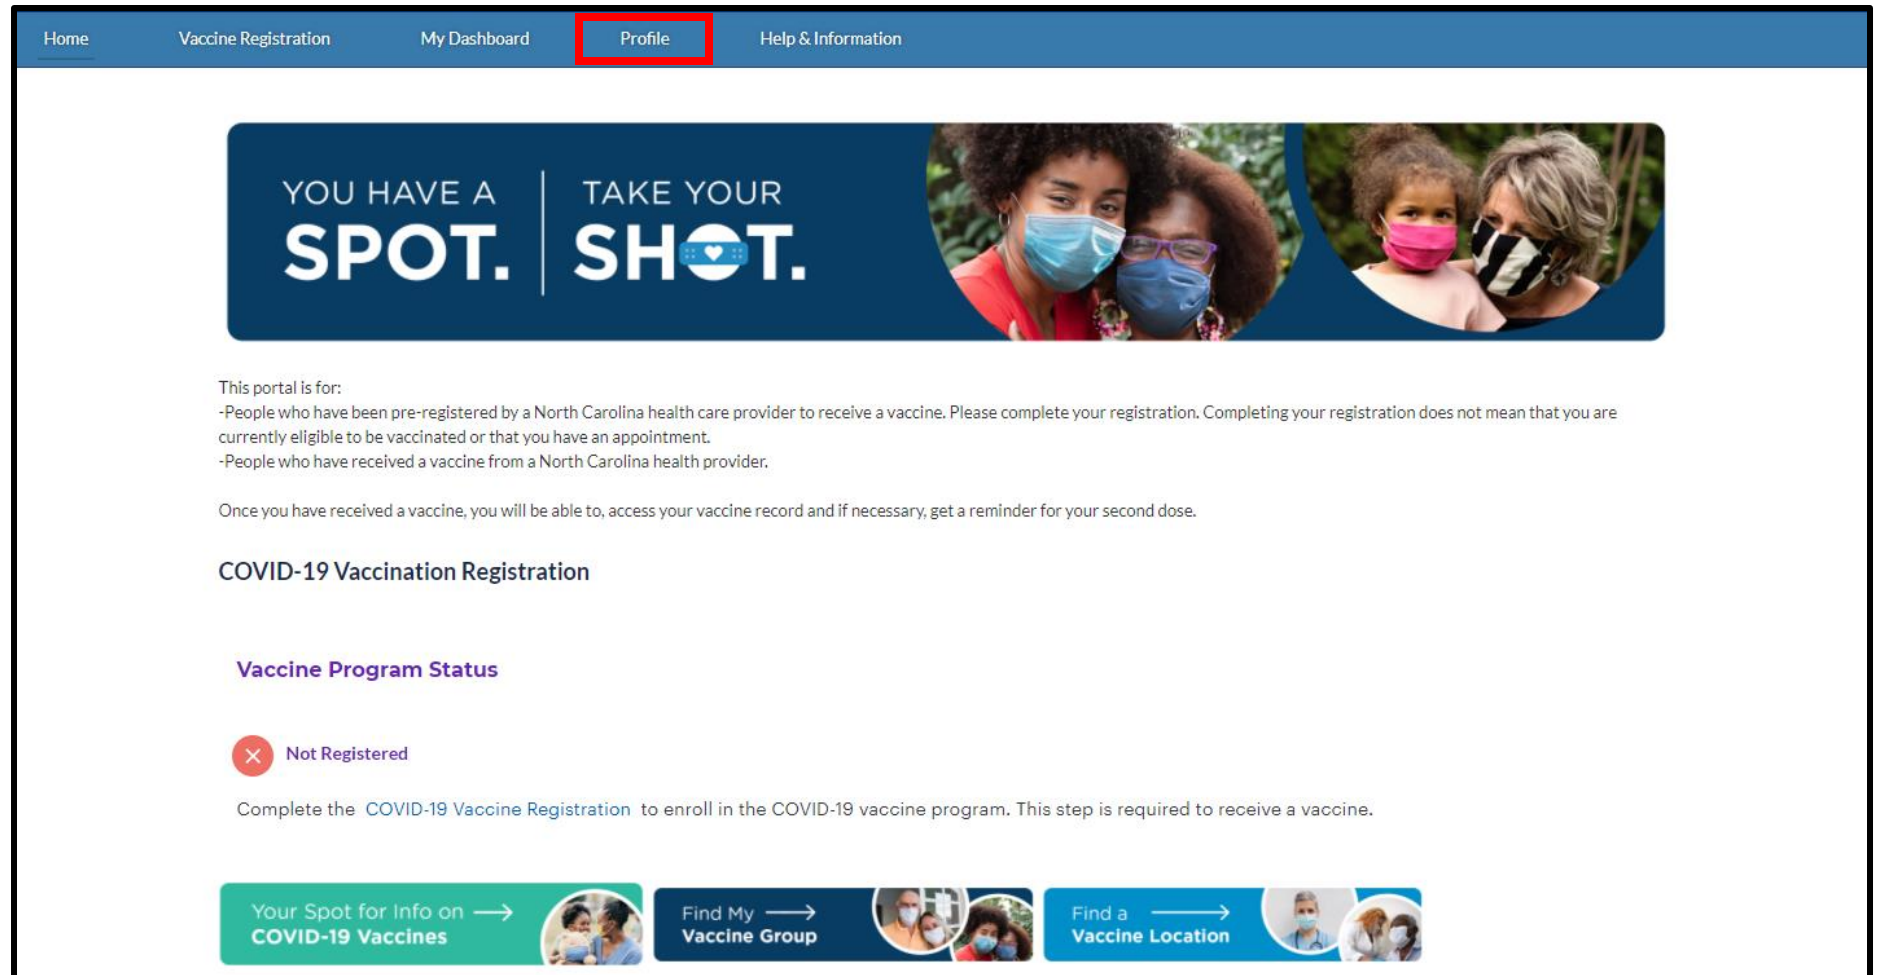 Home Vaccine Registration My Dashboard Profile Help & Information
YOU HAVE A
SPOT.
TAKE YOUR
SHOT.
This portal is for:
-People who have been pre-registered by a North Carolina health care provider to receive a vaccine. Please complete your registration. Completing your registration does not mean that you are
currently eligible to be vaccinated or that you have an appointment.
-People who have received a vaccine from a North Carolina health provider.
Once you have received a vaccine, you will be able to, access your vaccine record and if necessary, get a reminder for your second dose.
COVID-19 Vaccination Registration
Vaccine Program Status
Not Registered
Complete the COVID-19 Vaccine Registration to enroll in the COVID-19 vaccine program. This step is required to receive a vaccine.
Your Spot for Info on
COVID-19 Vaccines
Find My
Vaccine Group
Find a
Vaccine Location